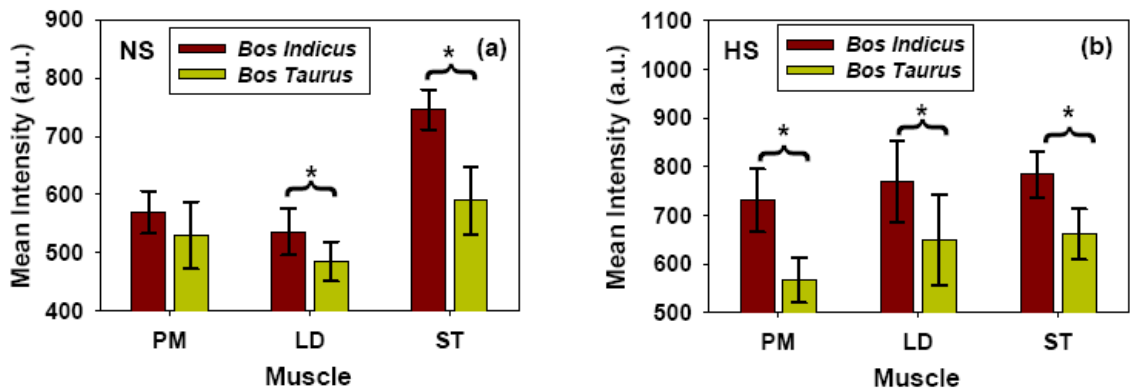 900
800
700
600
500
400
Mean Intensity (a.u.)
NS
Bos Indicus
Bos Taurus
(a)
*
*
PM LD ST
Muscle
1100
1000
900
800
700
600
500
Mean Intensity (a.u.)
HS
Bos Indicus
Bos Taurus
(b)
*
*
*
PM LD ST
Muscle